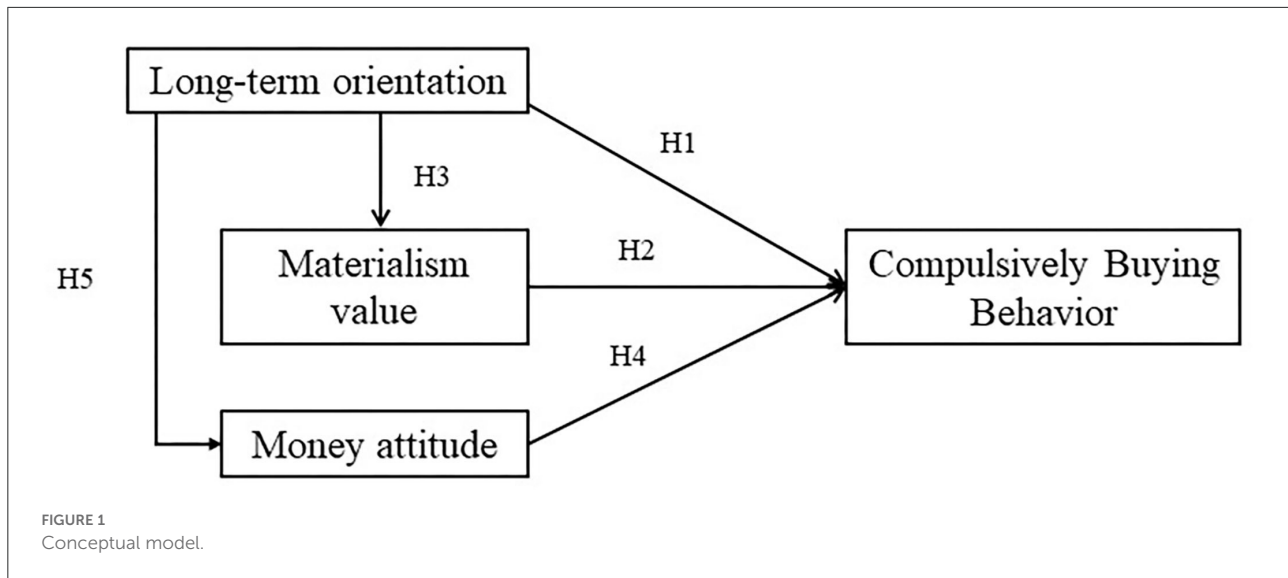 Long-term orientation
H1
H3
Materialism
value
H2
Compulsively Buying
Behavior
H5
H4
Money attitude
FIGURE 1
Conceptual model.